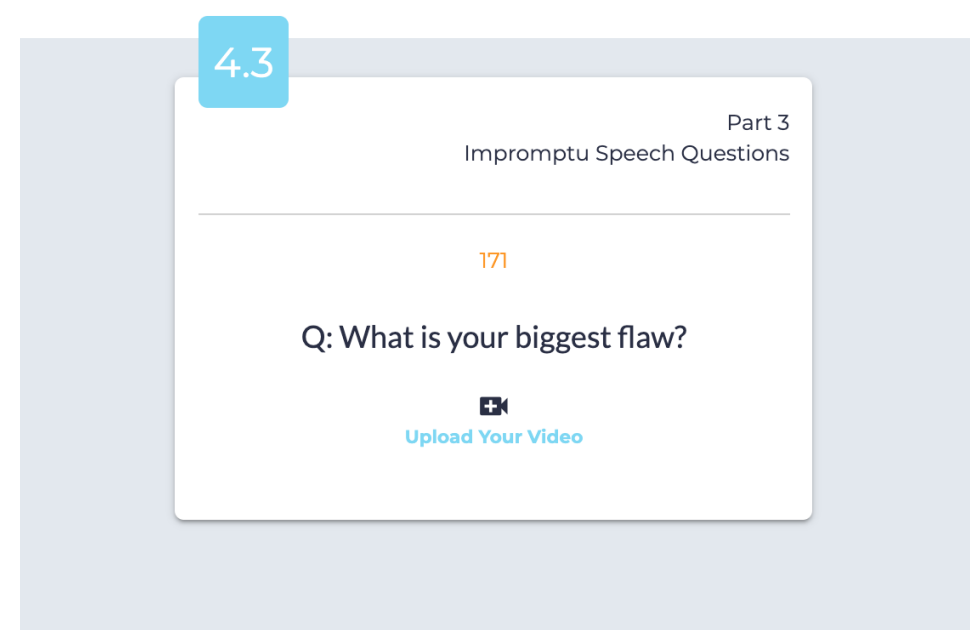 4.3
Part 3
Impromptu Speech Questions
171
Q: What is your biggest flaw?
Upload Your Video